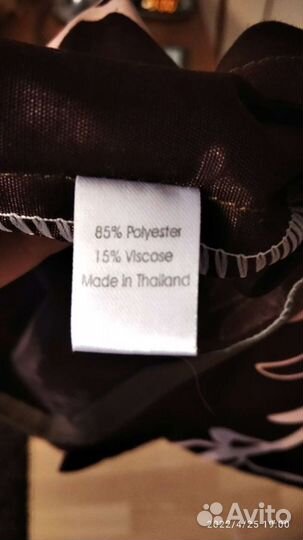 85% Polyester
15% Viscose
Made in Thailand
2022/4/25 19:00
Avito